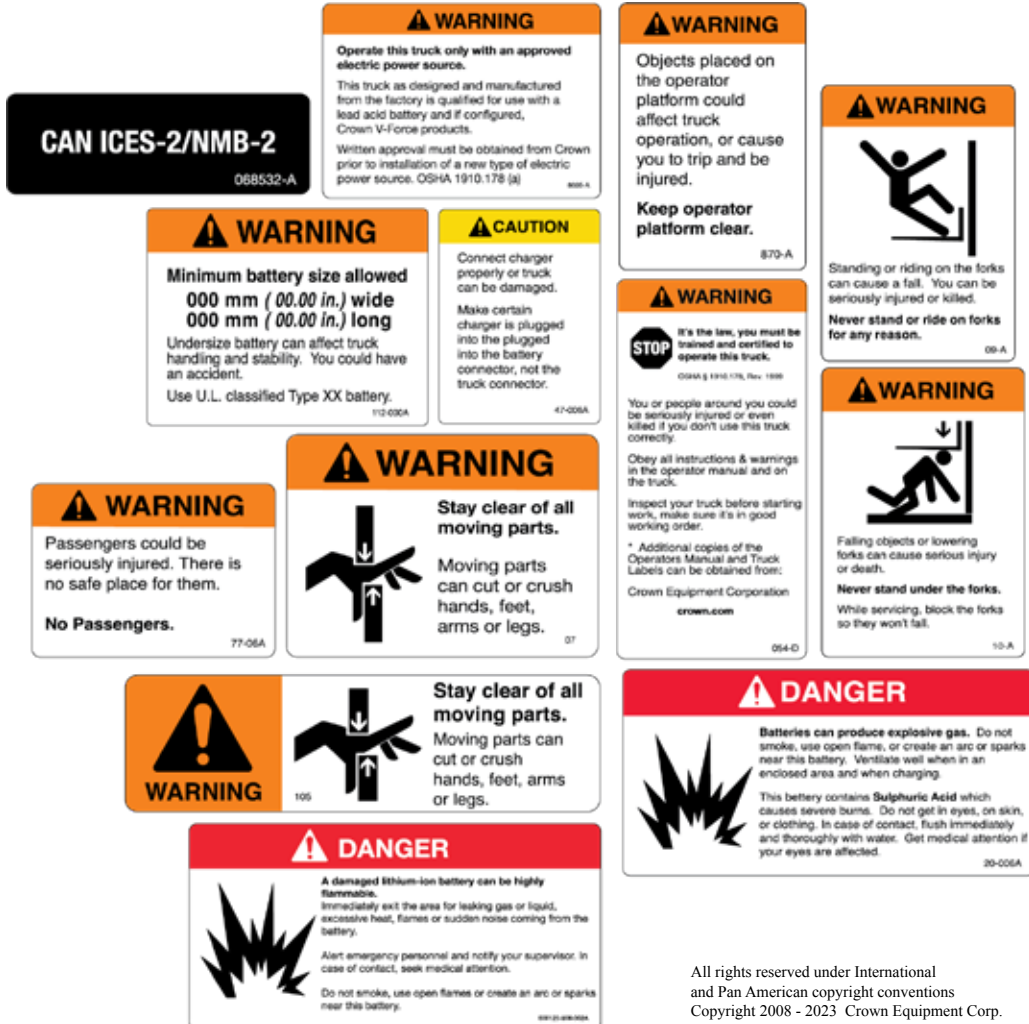 WARNING
Operate this truck only with an approved
electric power source.
This truck as designed and manufactured
from the factory is qualified for use with a
lead acid battery and if configured,
Crown V-Force products.
Written approval must be obtained from Crown
prior to installation of a new type of electric
power source. OSHA 1910.178 (a)
WARNING
Objects placed on
the operator
platform could
affect truck
operation, or cause
you to trip and be
injured.
Keep operator
platform clear.
870-A
WARNING
Standing or riding on the forks
can cause a fall. You can be
seriously injured or killed.
Never stand or ride on forks
for any reason.
09-A
CAN ICES-2/NMB-2
068532-A
WARNING
Minimum battery size allowed
000 mm ( 00.00 in.) wide
000 mm ( 00.00 in.) long
Undersize battery can affect truck
handling and stability. You could have
an accident.
Use U.L. classified Type XX battery.
112-030A
CAUTION
Connect charger
properly or truck
can be damaged.
Make certain
charger is plugged
into the plugged
into the battery
connector, not the
truck connector.
47-006A
WARNING
STOP
It's the law, you must be
trained and certified to
operate this truck.
OSHA § 1910.178, Rev. 1999
You or people around you could
be seriously injured or even
killed if you don't use this truck
correctly.
Obey all instructions & warnings
in the operator manual and on
the truck.
Inspect your truck before starting
work, make sure it's in good
working order.
* Additional copies of the
Operators Manual and Truck
Labels can be obtained from:
Crown Equipment Corporation
crown.com
054-D
WARNING
Falling objects or lowering
forks can cause serious injury
or death.
Never stand under the forks.
While servicing, block the forks
so they won't fall.
10-A
WARNING
Passengers could be
seriously injured. There is
no safe place for them.
No Passengers.
77-06A
WARNING
Stay clear of all
moving parts.
Moving parts
can cut or crush
hands, feet,
arms or legs.
07
WARNING
105
Stay clear of all
moving parts.
Moving parts can
cut or crush
hands, feet, arms
or legs.
DANGER
Batteries can produce explosive gas. Do not
smoke, use open flame, or create an arc or sparks
near this battery. Ventilate well when in an
enclosed area and when charging.
This bettery contains Sulphuric Acid which
causes severe burns. Do not get in eyes, on skin,
or clothing. In case of contact, flush immediately
and thoroughly with water. Get medical attention if
your eyes are affected.
20-006A
DANGER
A damaged lithium-ion battery can be highly
flammable.
Immediately exit the area for leaking gas or liquid,
excessive heat, flames or sudden noise coming from the
battery.
Alert emergency personnel and notify your supervisor. In
case of contact, seek medical attention.
Do not smoke, use open flames or create an arc or sparks
near this battery.
All rights reserved under International
and Pan American copyright conventions
Copyright 2008 - 2023 Crown Equipment Corp.